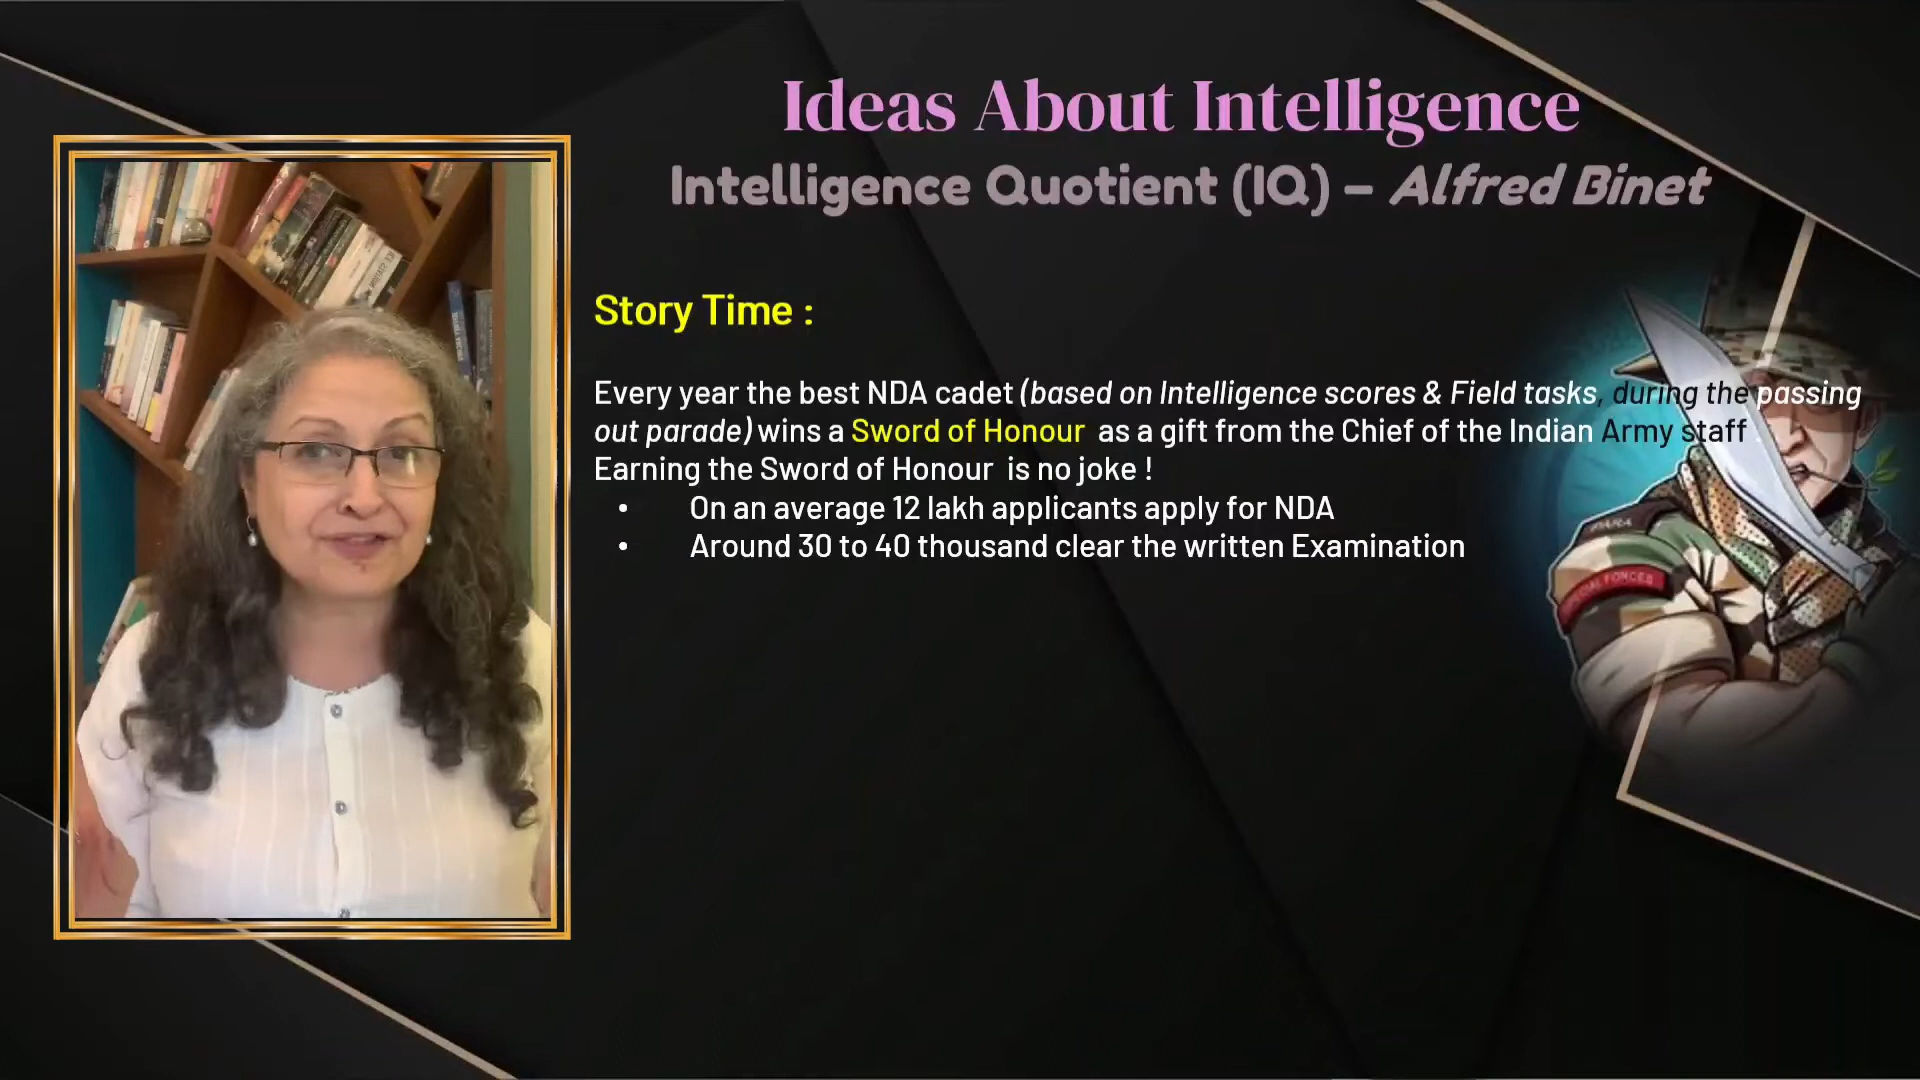 Ideas About Intelligence
Intelligence Quotient (IQ) – Alfred Binet
Story Time :
Every year the best NDA cadet (based on Intelligence scores & Field tasks, during the passing
out parade) wins a Sword of Honour as a gift from the Chief of the Indian Army staff .
Earning the Sword of Honour is no joke !
• On an average 12 lakh applicants apply for NDA
• Around 30 to 40 thousand clear the written Examination
PARA